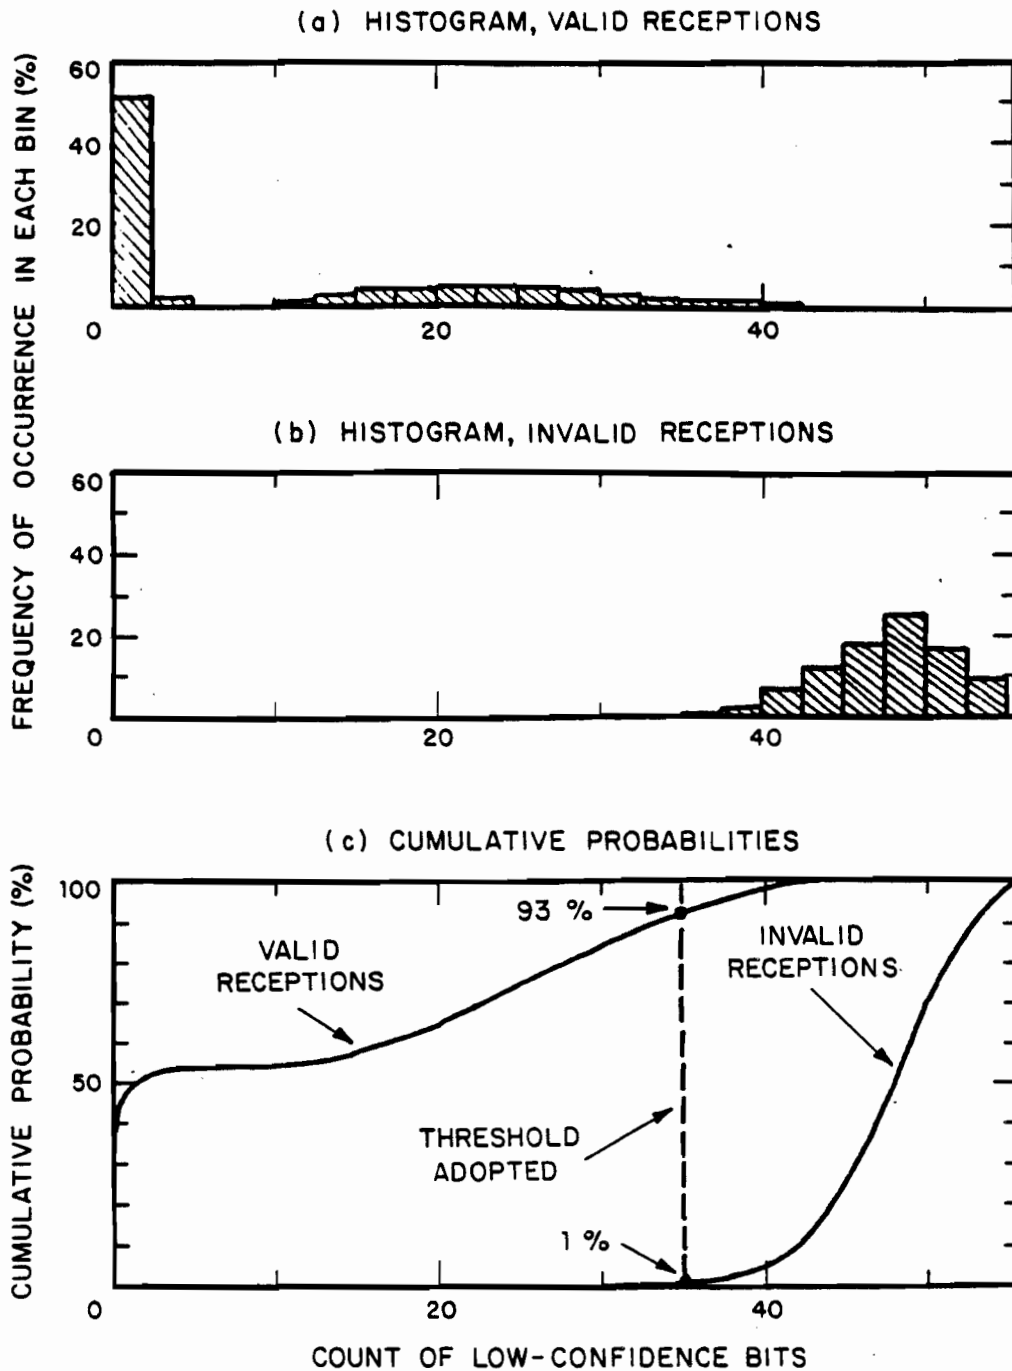 (a) HISTOGRAM, VALID RECEPTIONS
FREQUENCY OF OCCURRENCE IN EACH BIN (%)
60
40
20
0 20 40
(b) HISTOGRAM, INVALID RECEPTIONS
60
40
20
0 20 40
(c) CUMULATIVE PROBABILITIES
CUMULATIVE PROBABILITY (%)
100
93 %
VALID
RECEPTIONS
INVALID
RECEPTIONS
50
THRESHOLD
ADOPTED
1 %
0 20 40
COUNT OF LOW-CONFIDENCE BITS